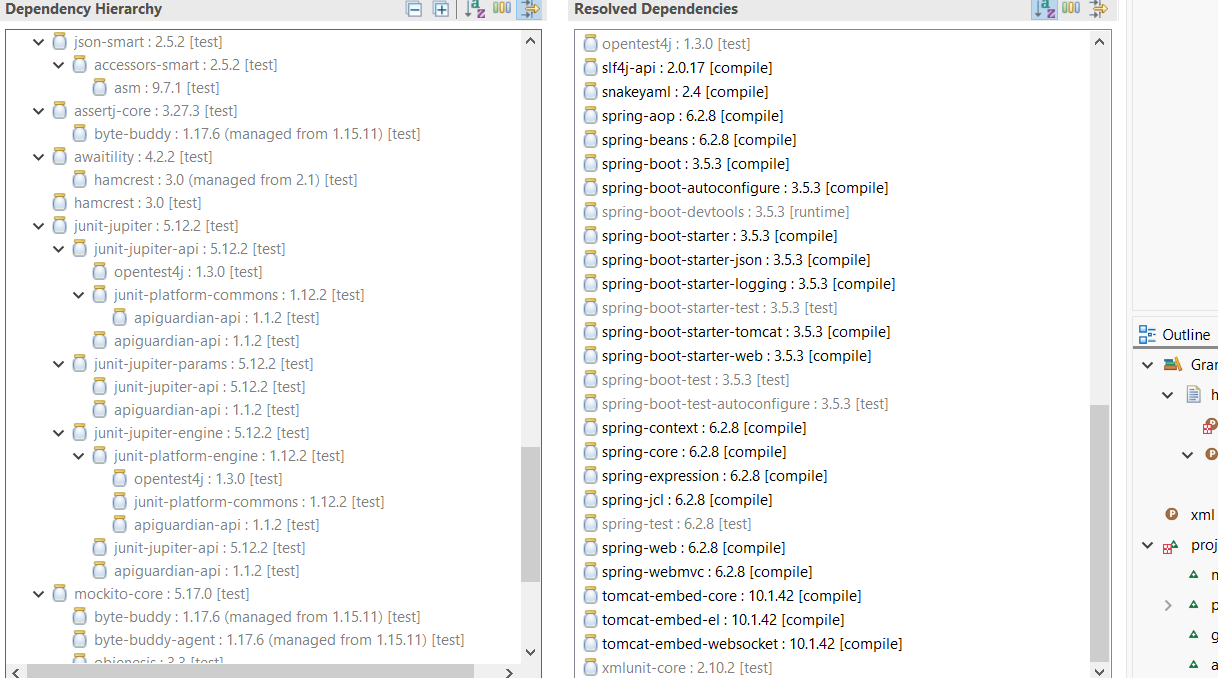 Dependency Hierarchy
json-smart : 2.5.2 [test]
accessors-smart : 2.5.2 [test]
asm : 9.7.1 [test]
assertj-core : 3.27.3 [test]
byte-buddy : 1.17.6 (managed from 1.15.11) [test]
awaitility : 4.2.2 [test]
hamcrest : 3.0 (managed from 2.1) [test]
hamcrest : 3.0 [test]
junit-jupiter : 5.12.2 [test]
junit-jupiter-api : 5.12.2 [test]
opentest4j : 1.3.0 [test]
junit-platform-commons : 1.12.2 [test]
apiguardian-api : 1.1.2 [test]
apiguardian-api : 1.1.2 [test]
junit-jupiter-params : 5.12.2 [test]
junit-jupiter-api : 5.12.2 [test]
apiguardian-api : 1.1.2 [test]
junit-jupiter-engine : 5.12.2 [test]
junit-platform-engine : 1.12.2 [test]
opentest4j : 1.3.0 [test]
junit-platform-commons : 1.12.2 [test]
apiguardian-api : 1.1.2 [test]
junit-jupiter-api : 5.12.2 [test]
apiguardian-api : 1.1.2 [test]
mockito-core : 5.17.0 [test]
byte-buddy : 1.17.6 (managed from 1.15.11) [test]
byte-buddy-agent : 1.17.6 (managed from 1.15.11) [test]
objenesis : 3.3 [test]
Resolved Dependencies
opentest4j : 1.3.0 [test]
slf4j-api : 2.0.17 [compile]
snakeyaml : 2.4 [compile]
spring-aop : 6.2.8 [compile]
spring-beans : 6.2.8 [compile]
spring-boot : 3.5.3 [compile]
spring-boot-autoconfigure : 3.5.3 [compile]
spring-boot-devtools : 3.5.3 [runtime]
spring-boot-starter : 3.5.3 [compile]
spring-boot-starter-json : 3.5.3 [compile]
spring-boot-starter-logging : 3.5.3 [compile]
spring-boot-starter-test : 3.5.3 [test]
spring-boot-starter-tomcat : 3.5.3 [compile]
spring-boot-starter-web : 3.5.3 [compile]
spring-boot-test : 3.5.3 [test]
spring-boot-test-autoconfigure : 3.5.3 [test]
spring-context : 6.2.8 [compile]
spring-core : 6.2.8 [compile]
spring-expression : 6.2.8 [compile]
spring-jcl : 6.2.8 [compile]
spring-test : 6.2.8 [test]
spring-web : 6.2.8 [compile]
spring-webmvc : 6.2.8 [compile]
tomcat-embed-core : 10.1.42 [compile]
tomcat-embed-el : 10.1.42 [compile]
tomcat-embed-websocket : 10.1.42 [compile]
xmlunit-core : 2.10.2 [test]
Outline
Gran
h
xml
proj